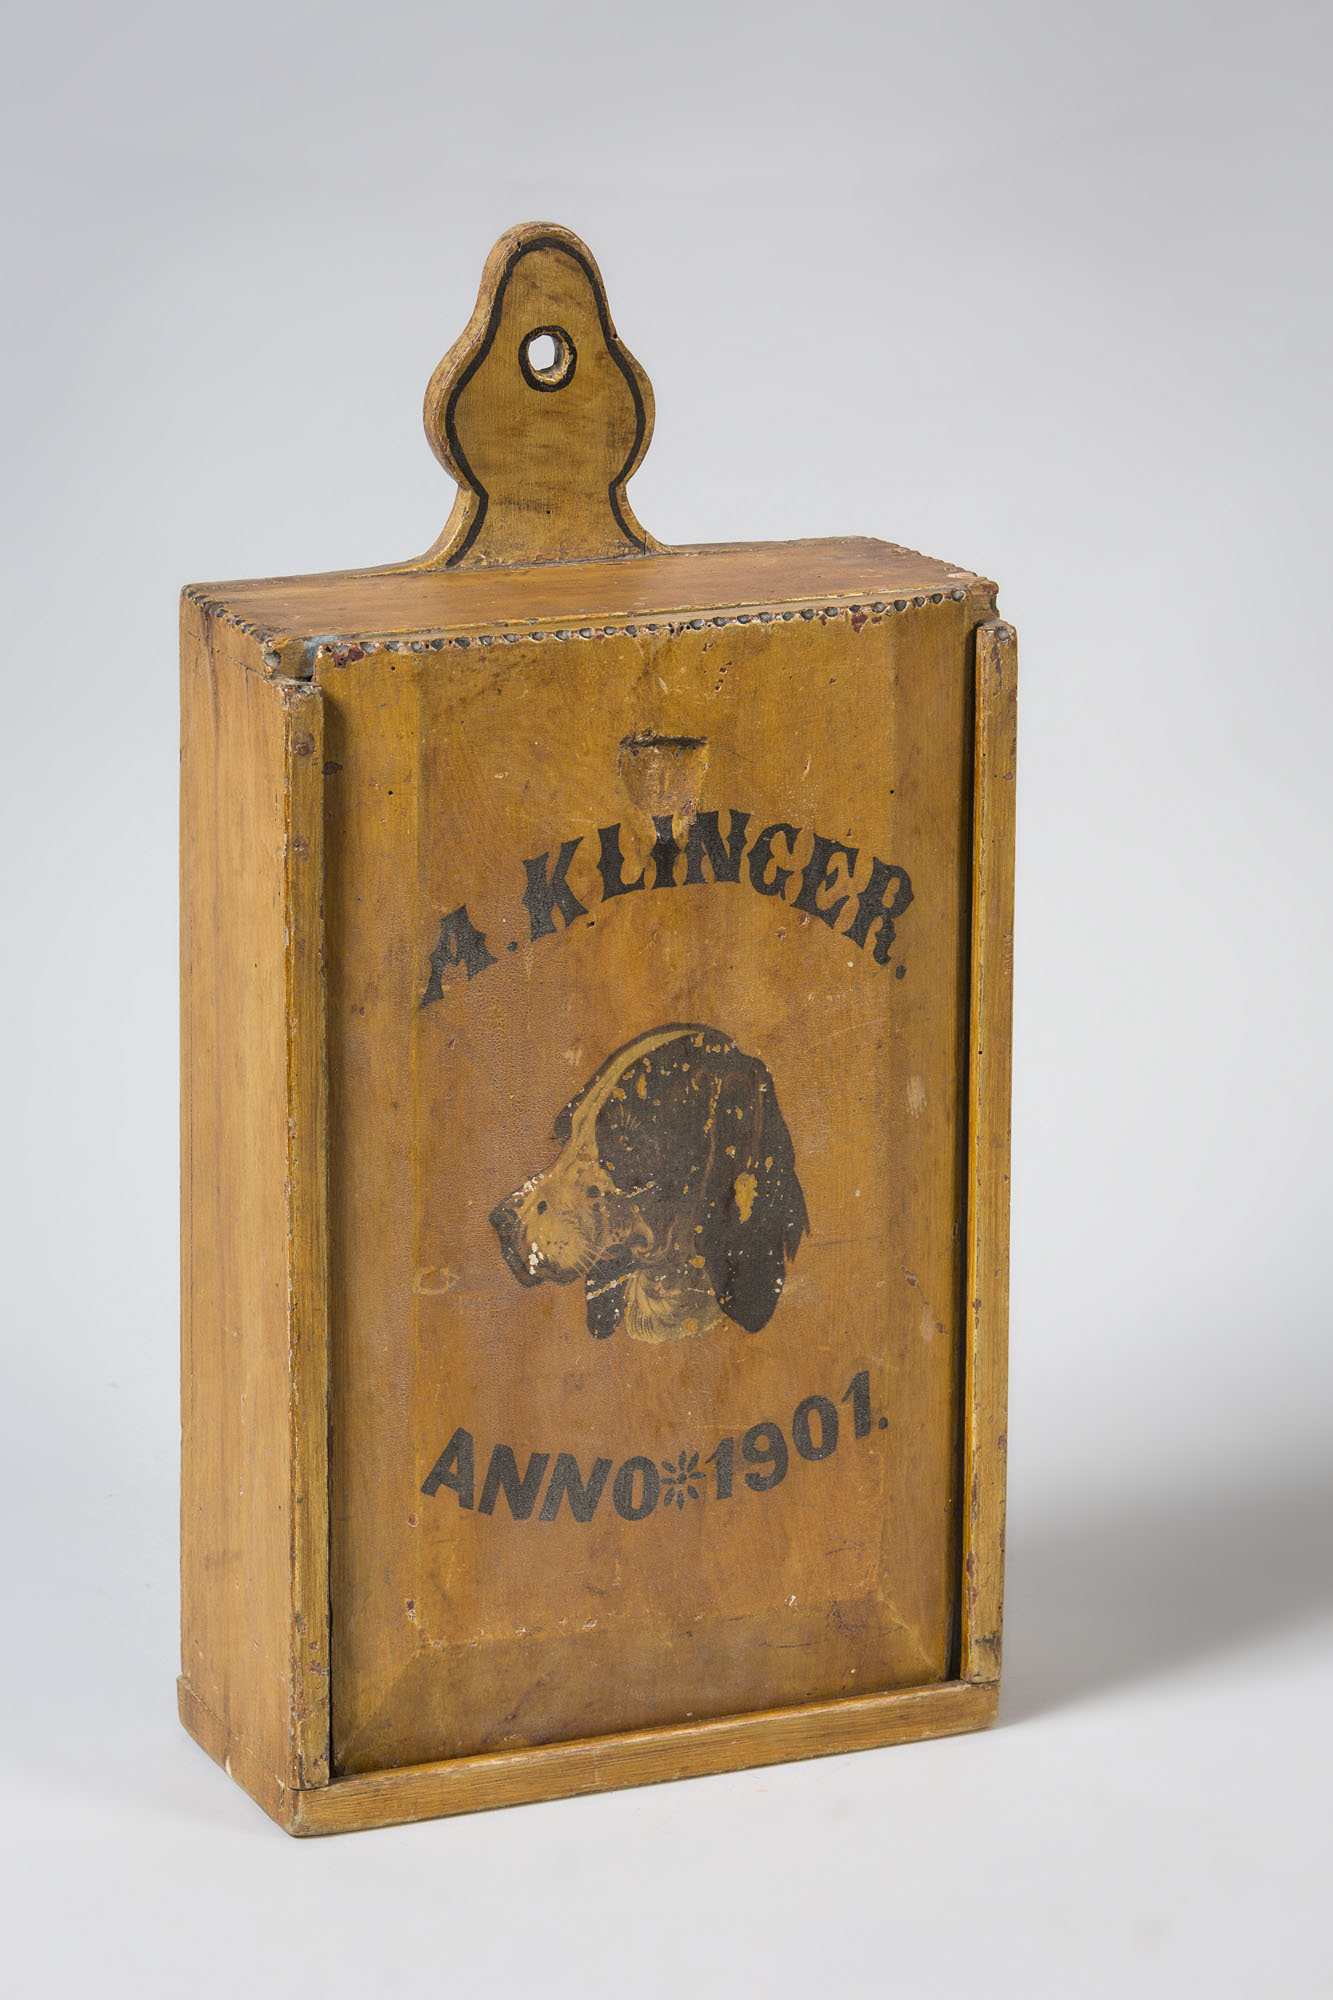 A. KLINGER.
ANNO 1901.